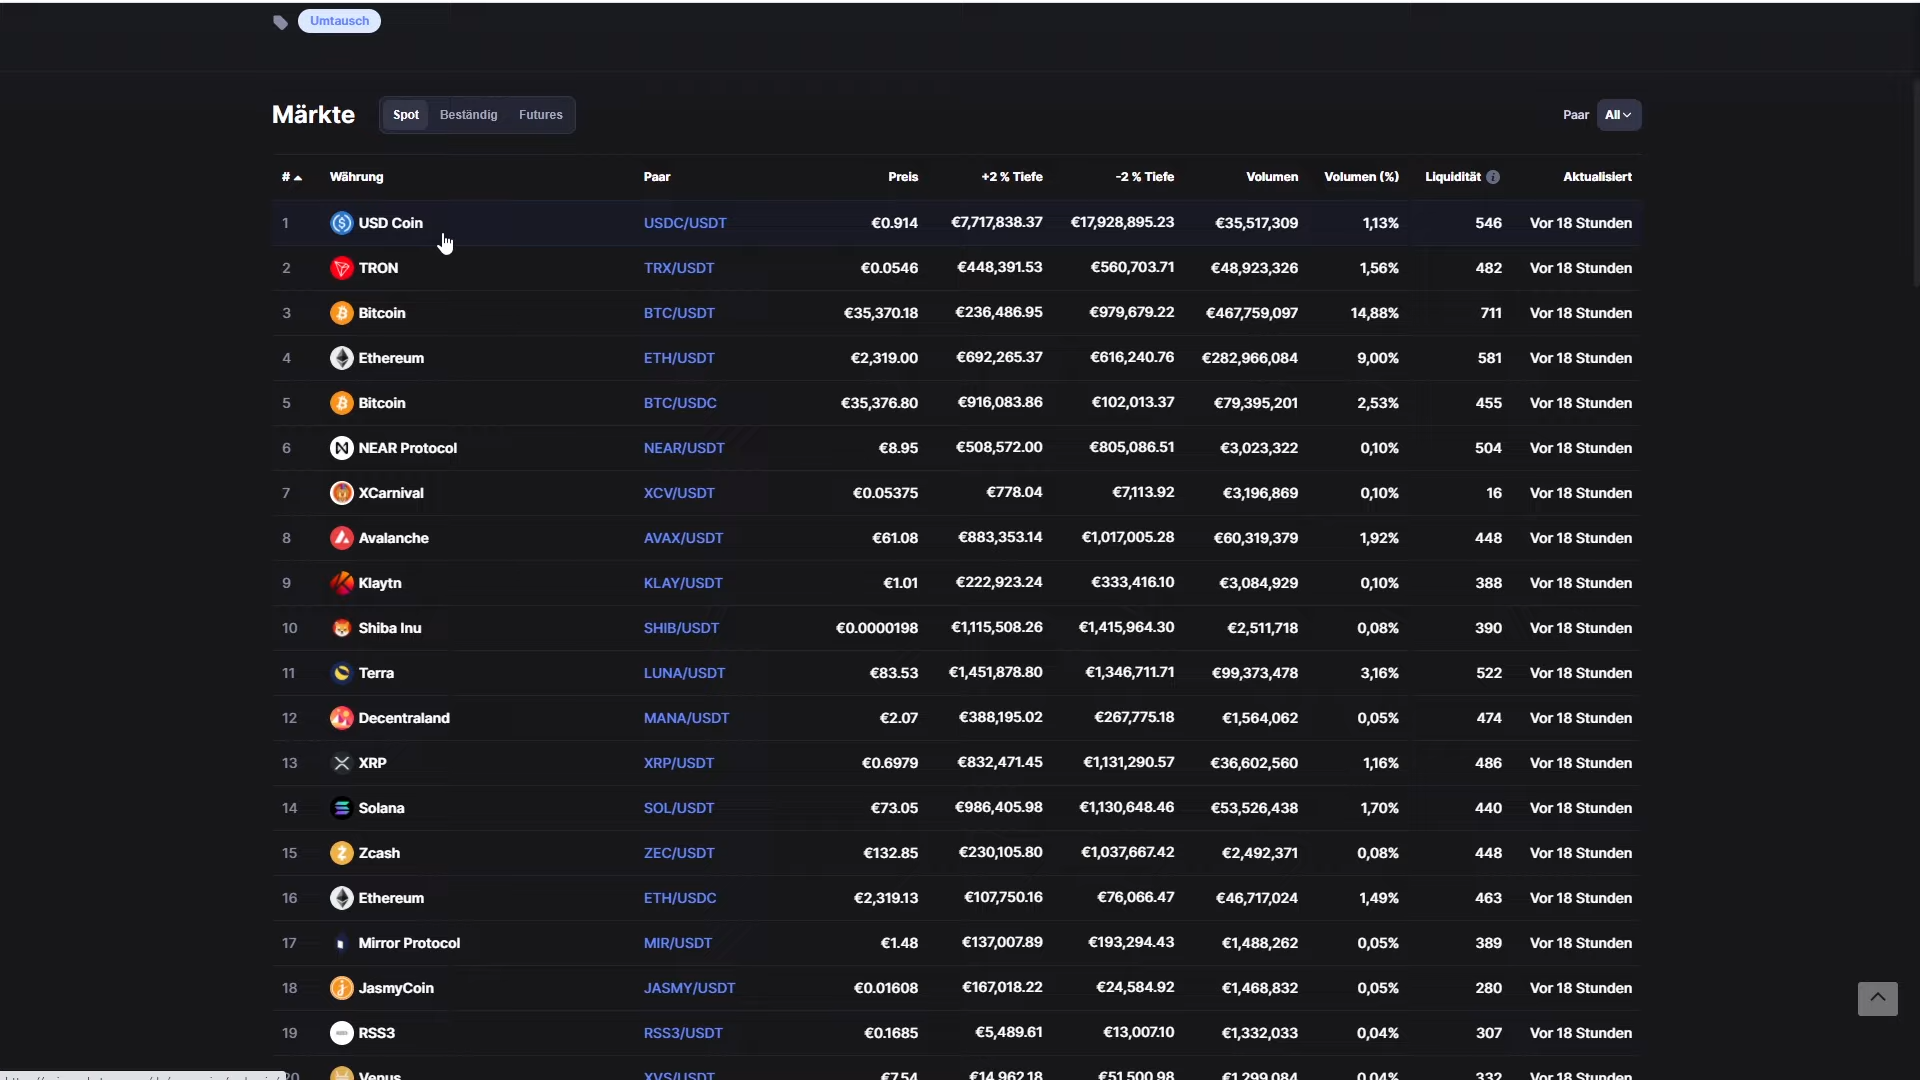 Umtausch
Märkte Spot Beständig Futures Paar All
# Währung Paar Preis +2 % Tiefe -2 % Tiefe Volumen Volumen (%) Liquidität Aktualisiert
1 USD Coin USDC/USDT €0.914 €7,717,838.37 €17,928,895.23 €35,517,309 1,13% 546 Vor 18 Stunden
2 TRON TRX/USDT €0.0546 €448,391.53 €560,703.71 €48,923,326 1,56% 482 Vor 18 Stunden
3 Bitcoin BTC/USDT €35,370.18 €236,486.95 €979,679.22 €467,759,097 14,88% 711 Vor 18 Stunden
4 Ethereum ETH/USDT €2,319.00 €692,265.37 €616,240.76 €282,966,084 9,00% 581 Vor 18 Stunden
5 Bitcoin BTC/USDC €35,376.80 €916,083.86 €102,013.37 €79,395,201 2,53% 455 Vor 18 Stunden
6 NEAR Protocol NEAR/USDT €8.95 €508,572.00 €805,086.51 €3,023,322 0,10% 504 Vor 18 Stunden
7 XCarnival XCV/USDT €0.05375 €778.04 €7,113.92 €3,196,869 0,10% 16 Vor 18 Stunden
8 Avalanche AVAX/USDT €61.08 €883,353.14 €1,017,005.28 €60,319,379 1,92% 448 Vor 18 Stunden
9 Klaytn KLAY/USDT €1.01 €222,923.24 €333,416.10 €3,084,929 0,10% 388 Vor 18 Stunden
10 Shiba Inu SHIB/USDT €0.0000198 €1,115,508.26 €1,415,964.30 €2,511,718 0,08% 390 Vor 18 Stunden
11 Terra LUNA/USDT €83.53 €1,451,878.80 €1,346,711.71 €99,373,478 3,16% 522 Vor 18 Stunden
12 Decentraland MANA/USDT €2.07 €388,195.02 €267,775.18 €1,564,062 0,05% 474 Vor 18 Stunden
13 XRP XRP/USDT €0.6979 €832,471.45 €1,131,290.57 €36,602,560 1,16% 486 Vor 18 Stunden
14 Solana SOL/USDT €73.05 €986,405.98 €1,130,648.46 €53,526,438 1,70% 440 Vor 18 Stunden
15 Zcash ZEC/USDT €132.85 €230,105.80 €1,037,667.42 €2,492,371 0,08% 448 Vor 18 Stunden
16 Ethereum ETH/USDC €2,319.13 €107,750.16 €76,066.47 €46,717,024 1,49% 463 Vor 18 Stunden
17 Mirror Protocol MIR/USDT €1.48 €137,007.89 €193,294.43 €1,488,262 0,05% 389 Vor 18 Stunden
18 JasmyCoin JASMY/USDT €0.01608 €167,018.22 €24,584.92 €1,468,832 0,05% 280 Vor 18 Stunden
19 RSS3 RSS3/USDT €0.1685 €5,489.61 €13,007.10 €1,332,033 0,04% 307 Vor 18 Stunden
20 Venus XVS/USDT €7.54 €14,962.18 €51,500.98 €1,299,084 0,04% 332 Vor 18 Stunden